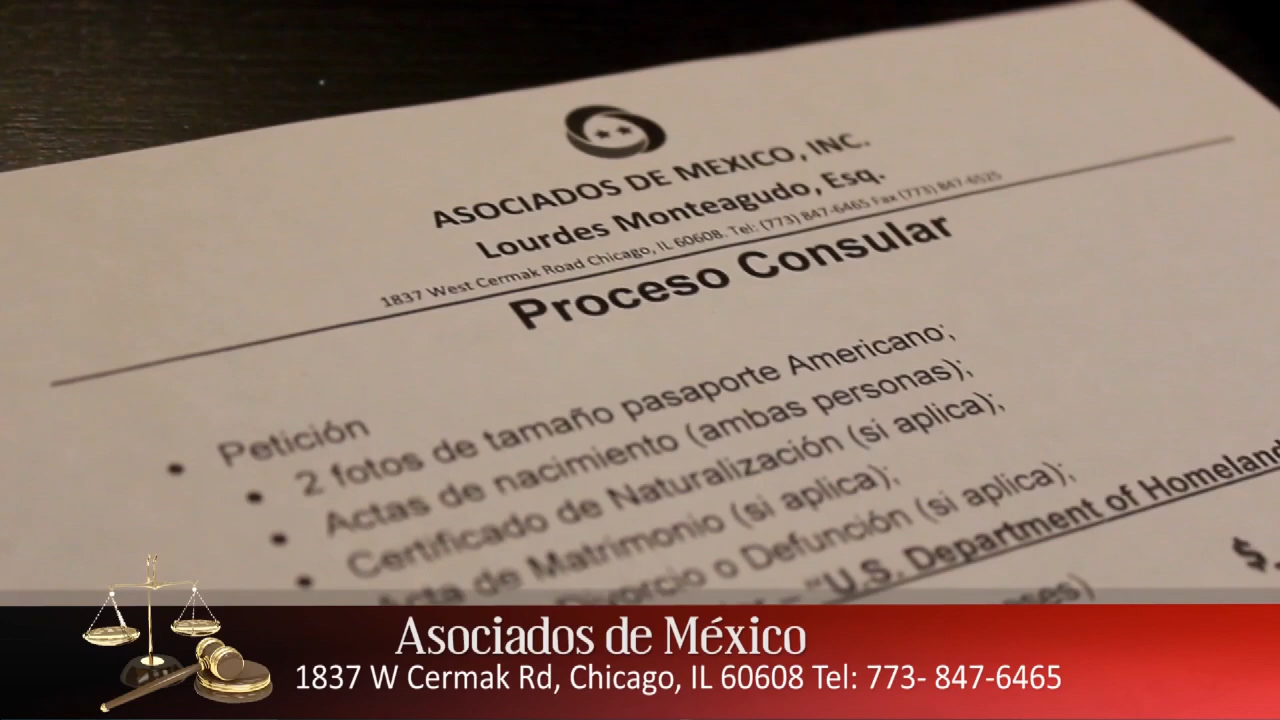 ASOCIADOS DE MEXICO, INC.
Lourdes Monteagudo, Esq.
1837 West Cermak Road Chicago, IL 60608. Tel: (773) 847-6465 Fax (773) 847-6525
Proceso Consular
• Petición
• 2 fotos de tamaño pasaporte Americano;
• Actas de nacimiento (ambas personas);
• Certificado de Naturalización (si aplica);
Acta de Matrimonio (si aplica);
Divorcio o Defunción (si aplica);
"U.S. Department of Homeland
$
Asociados de México
1837 W Cermak Rd, Chicago, IL 60608 Tel: 773- 847-6465